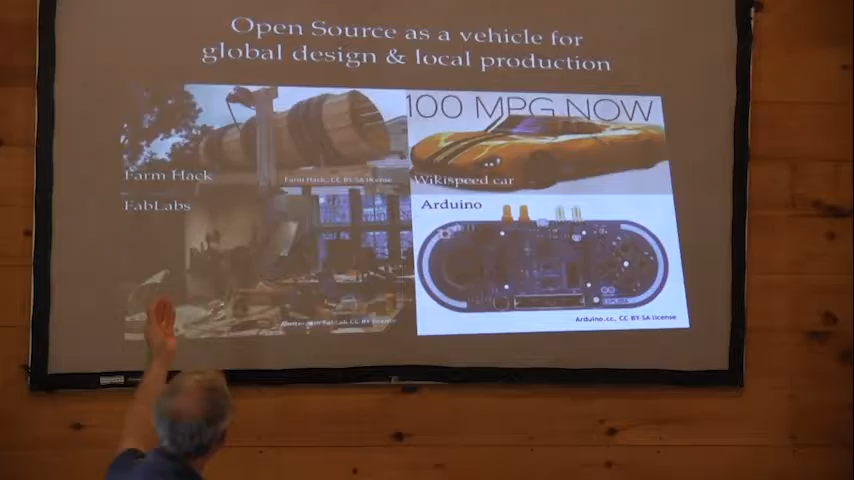 Open Source as a vehicle for
global design & local production
100 MPG NOW
Farm Hack
Farm Hack, CC BY-SA license
Wikispeed car
FabLabs
Arduino
Arduino.cc, CC BY-SA license